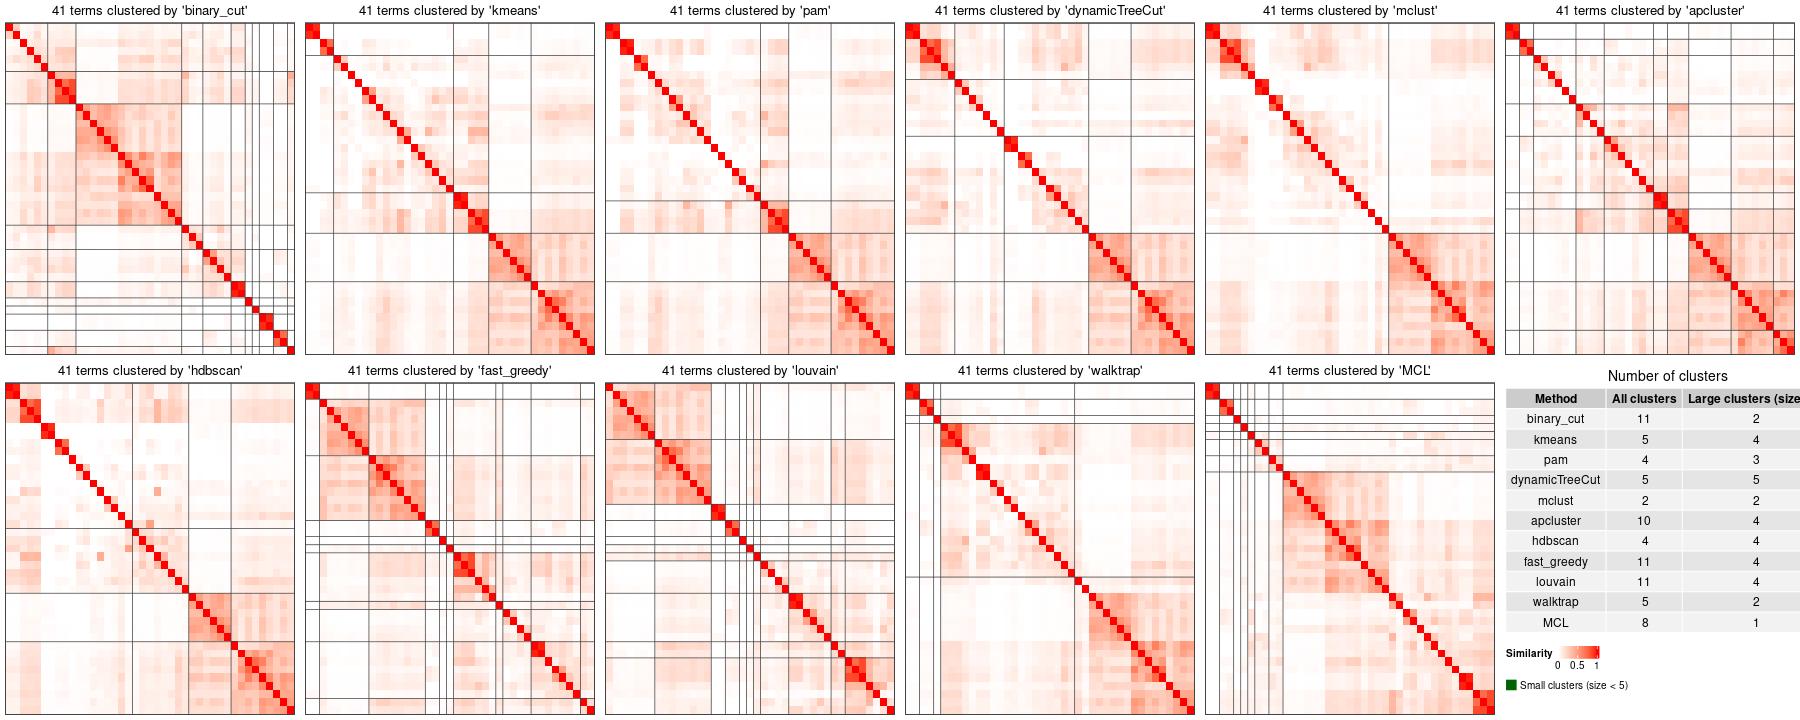 41 terms clustered by 'binary_cut'
41 terms clustered by 'kmeans'
41 terms clustered by 'pam'
41 terms clustered by 'dynamicTreeCut'
41 terms clustered by 'mclust'
41 terms clustered by 'apcluster'
41 terms clustered by 'hdbscan'
41 terms clustered by 'fast_greedy'
41 terms clustered by 'louvain'
41 terms clustered by 'walktrap'
41 terms clustered by 'MCL'
Number of clusters
Method All clusters Large clusters (size
binary_cut 11 2
kmeans 5 4
pam 4 3
dynamicTreeCut 5 5
mclust 2 2
apcluster 10 4
hdbscan 4 4
fast_greedy 11 4
louvain 11 4
walktrap 5 2
MCL 8 1
Similarity
0 0.5 1
Small clusters (size < 5)